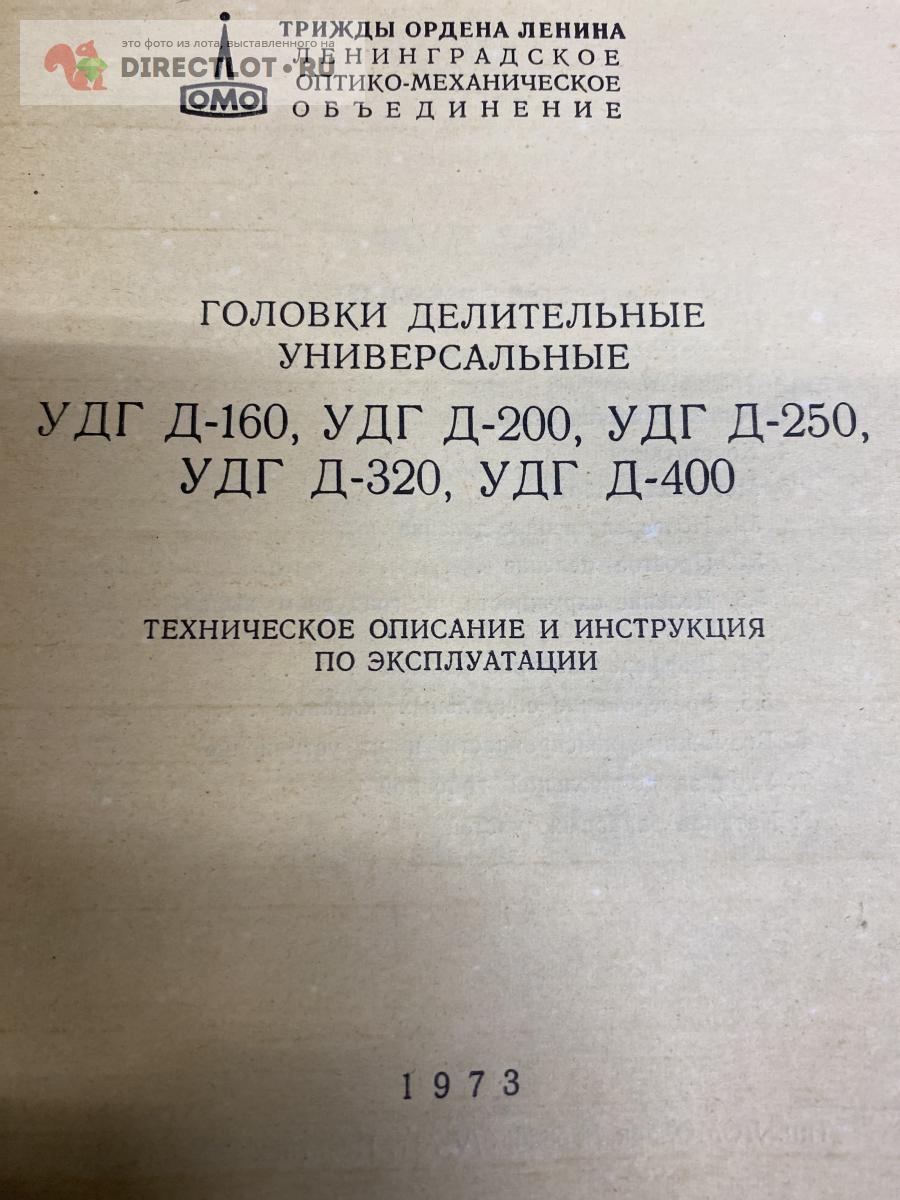 ТРИЖДЫ ОРДЕНА ЛЕНИНА
это фото из лота, выставленного на
ЛЕНИНГРАДСКОЕ
DIRECTLOT.RU
ОПТИКО-МЕХАНИЧЕСКОЕ
ЛОМО
ОБЪЕДИНЕНИЕ
ГОЛОВКИ ДЕЛИТЕЛЬНЫЕ
УНИВЕРСАЛЬНЫЕ
УДГ Д-160, УДГ Д-200, УДГ Д-250,
УДГ Д-320, УДГ Д-400
ТЕХНИЧЕСКОЕ ОПИСАНИЕ И ИНСТРУКЦИЯ
ПО ЭКСПЛУАТАЦИИ
1973